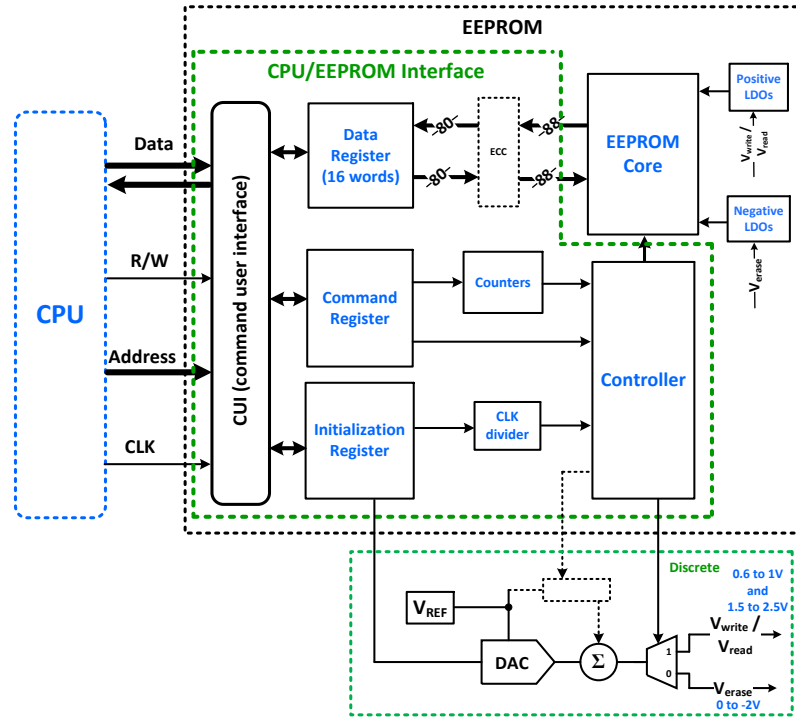 EEPROM
CPU/EEPROM Interface
CPU
Data
R/W
Address
CLK
CUI (command user interface)
Data
Register
(16 words)
80
80
ECC
88
88
EEPROM
Core
Positive
LDOs
Vwrite /
Vread
Negative
LDOs
Verase
Command
Register
Counters
Controller
Initialization
Register
CLK
divider
Discrete
0.6 to 1V
and
1.5 to 2.5V
VREF
DAC
Σ
1
0
Vwrite /
Vread
Verase
0 to -2V